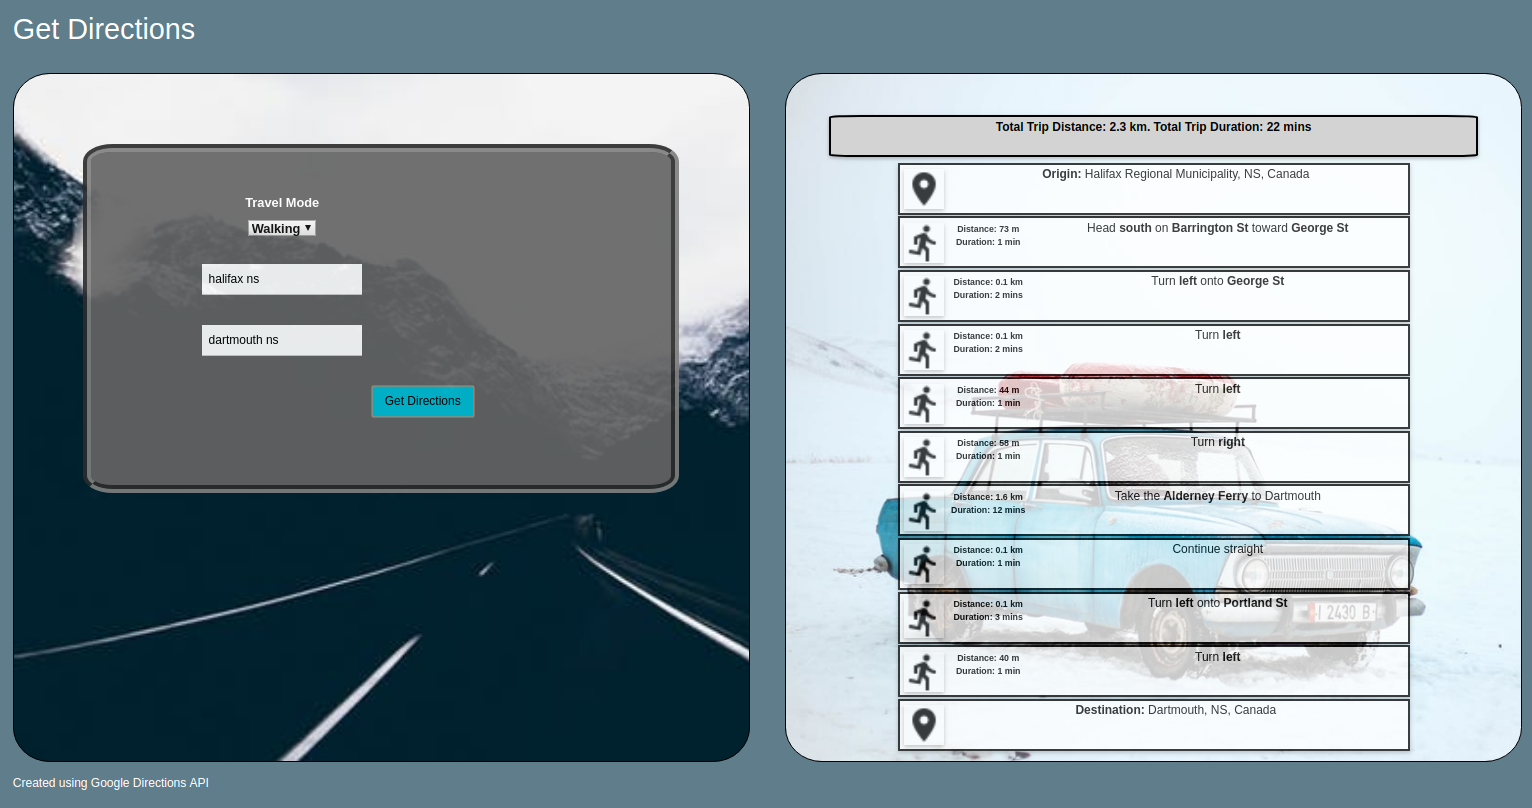 Get Directions
Travel Mode
Walking
halifax ns
dartmouth ns
Get Directions
Total Trip Distance: 2.3 km. Total Trip Duration: 22 mins
Origin: Halifax Regional Municipality, NS, Canada
Distance: 73 m
Duration: 1 min
Head south on Barrington St toward George St
Distance: 0.1 km
Duration: 2 mins
Turn left onto George St
Distance: 0.1 km
Duration: 2 mins
Turn left
Distance: 44 m
Duration: 1 min
Turn left
Distance: 58 m
Duration: 1 min
Turn right
Distance: 1.6 km
Duration: 12 mins
Take the Alderney Ferry to Dartmouth
Distance: 0.1 km
Duration: 1 min
Continue straight
Distance: 0.1 km
Duration: 3 mins
Turn left onto Portland St
I 2430 B
Distance: 40 m
Duration: 1 min
Turn left
Destination: Dartmouth, NS, Canada
Created using Google Directions API